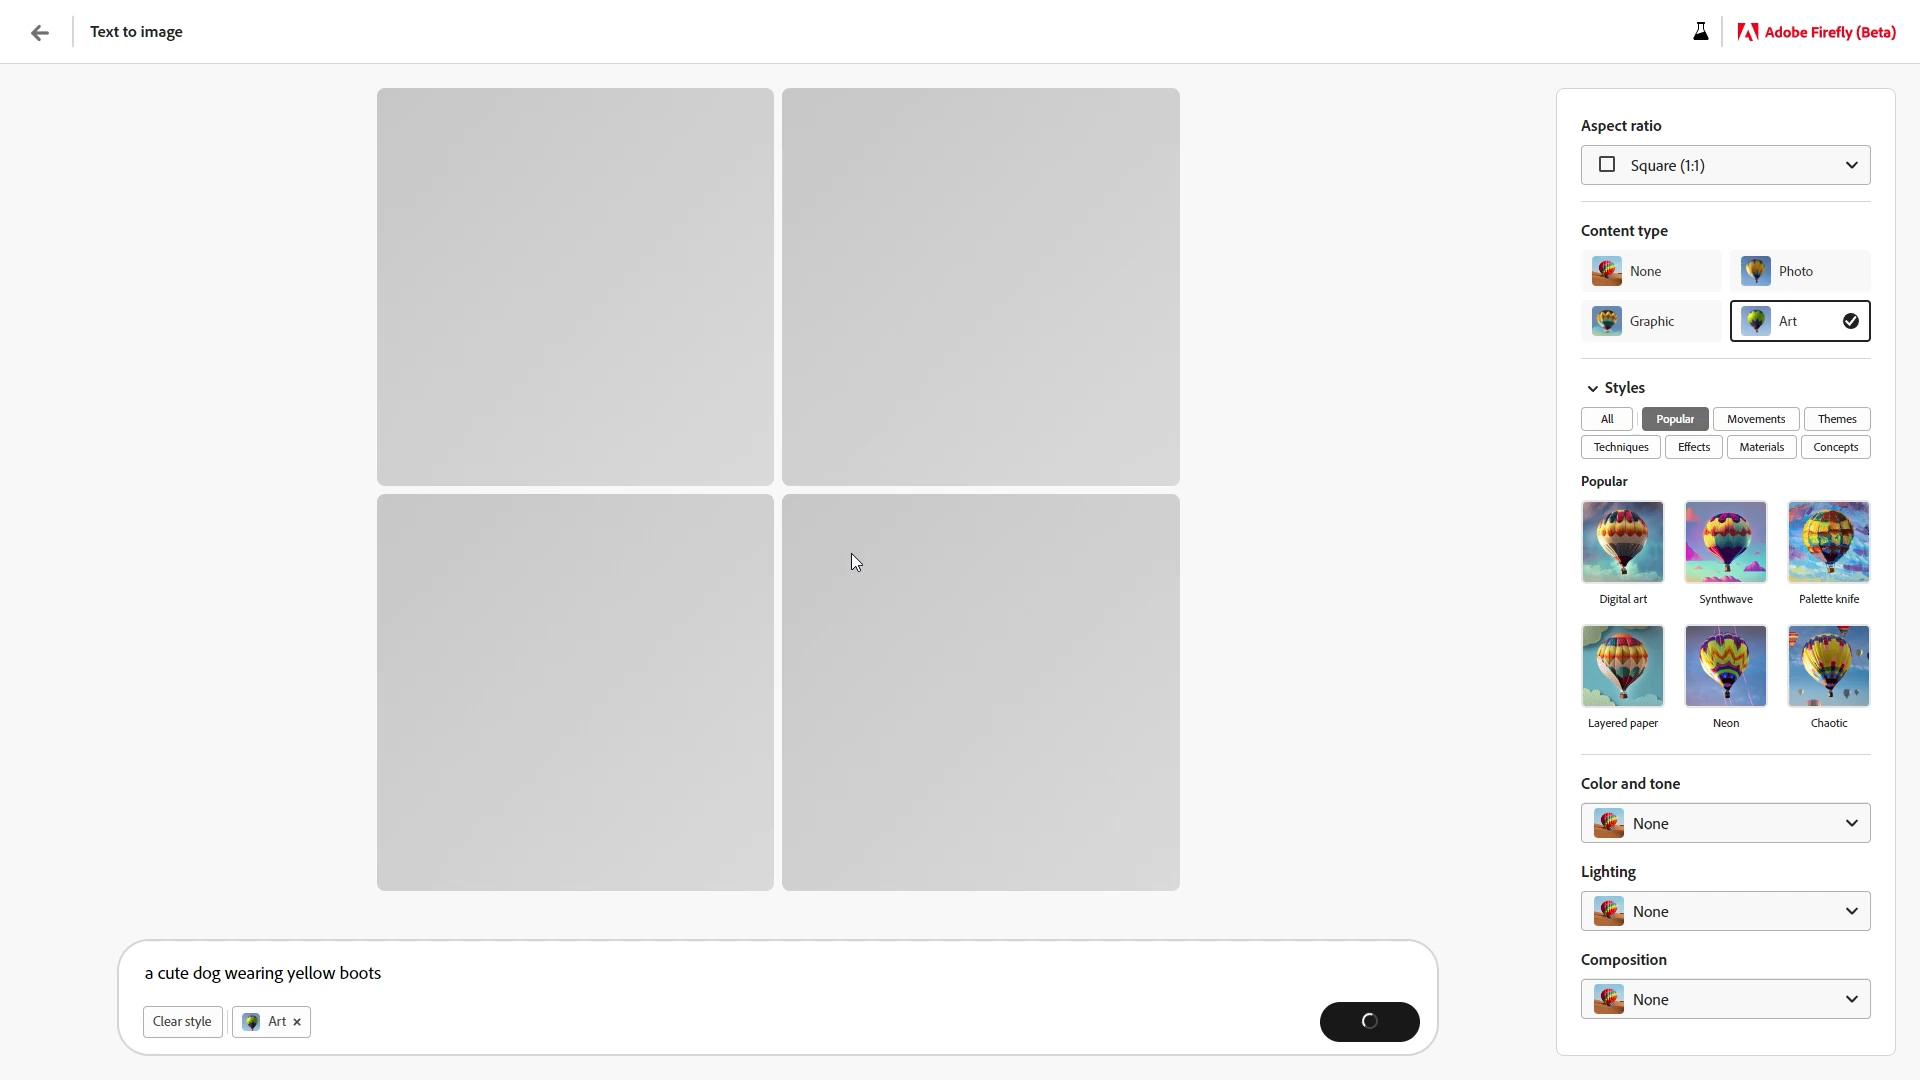 Text to image
Adobe Firefly (Beta)
Aspect ratio
Square (1:1)
Content type
None
Photo
Graphic
Art
Styles
All
Popular
Movements
Themes
Techniques
Effects
Materials
Concepts
Popular
Digital art
Synthwave
Palette knife
Layered paper
Neon
Chaotic
Color and tone
None
Lighting
None
Composition
None
a cute dog wearing yellow boots
Clear style
Art